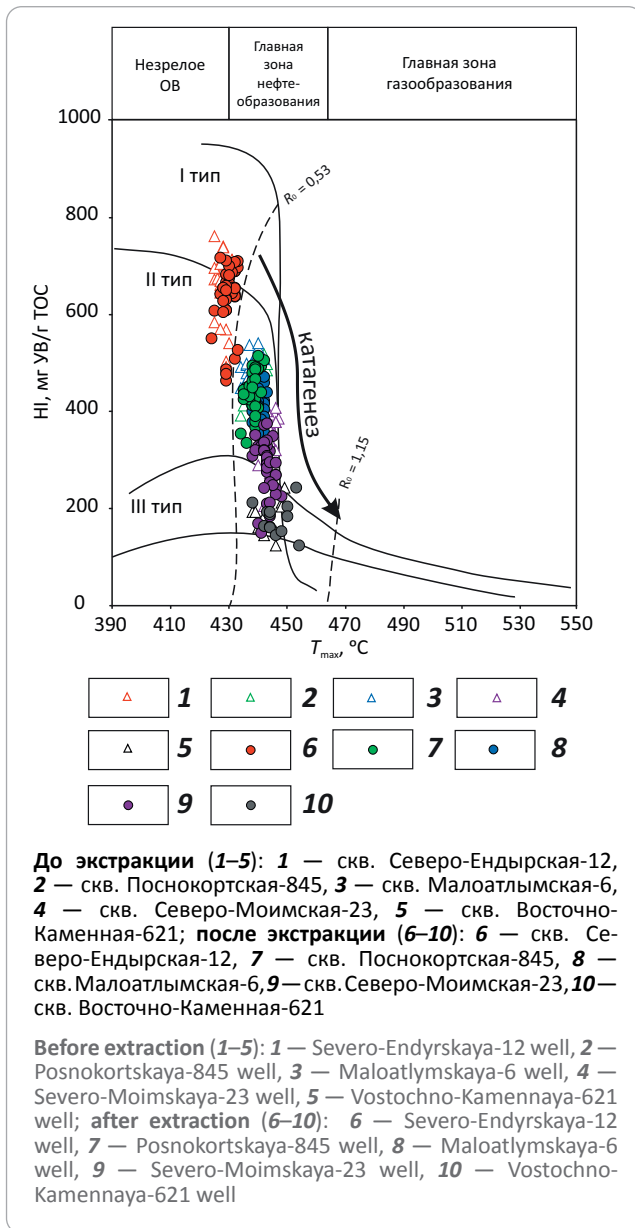 Незрелое
ОВ
Главная
зона
нефте-
образования
Главная зона
газообразования
1000
800
600
400
200
0
HI, мг УВ/г TOC
I тип
II тип
III тип
R₀ = 0,53
катагенез
R₀ = 1,15
390 430 450 470 490 510 530 550
Tmax, °C
1 2 3 4
5 6 7 8
9 10
До экстракции (1–5): 1 — скв. Северо-Ендырская-12,
2 — скв. Поснокортская-845, 3 — скв. Малоатлымская-6,
4 — скв. Северо-Моимская-23, 5 — скв. Восточно-
Каменная-621; после экстракции (6–10): 6 — скв. Се-
веро-Ендырская-12, 7 — скв. Поснокортская-845, 8 —
скв. Малоатлымская-6, 9 — скв. Северо-Моимская-23, 10 —
скв. Восточно-Каменная-621
Before extraction (1–5): 1 — Severo-Endyrskaya-12 well, 2 —
Posnokortskaya-845 well, 3 — Maloatlymskaya-6 well, 4 —
Severo-Moimskaya-23 well, 5 — Vostochno-Kamennaya-621
well; after extraction (6–10): 6 — Severo-Endyrskaya-12
well, 7 — Posnokortskaya-845 well, 8 — Maloatlymskaya-6
well, 9 — Severo-Moimskaya-23 well, 10 — Vostochno-
Kamennaya-621 well